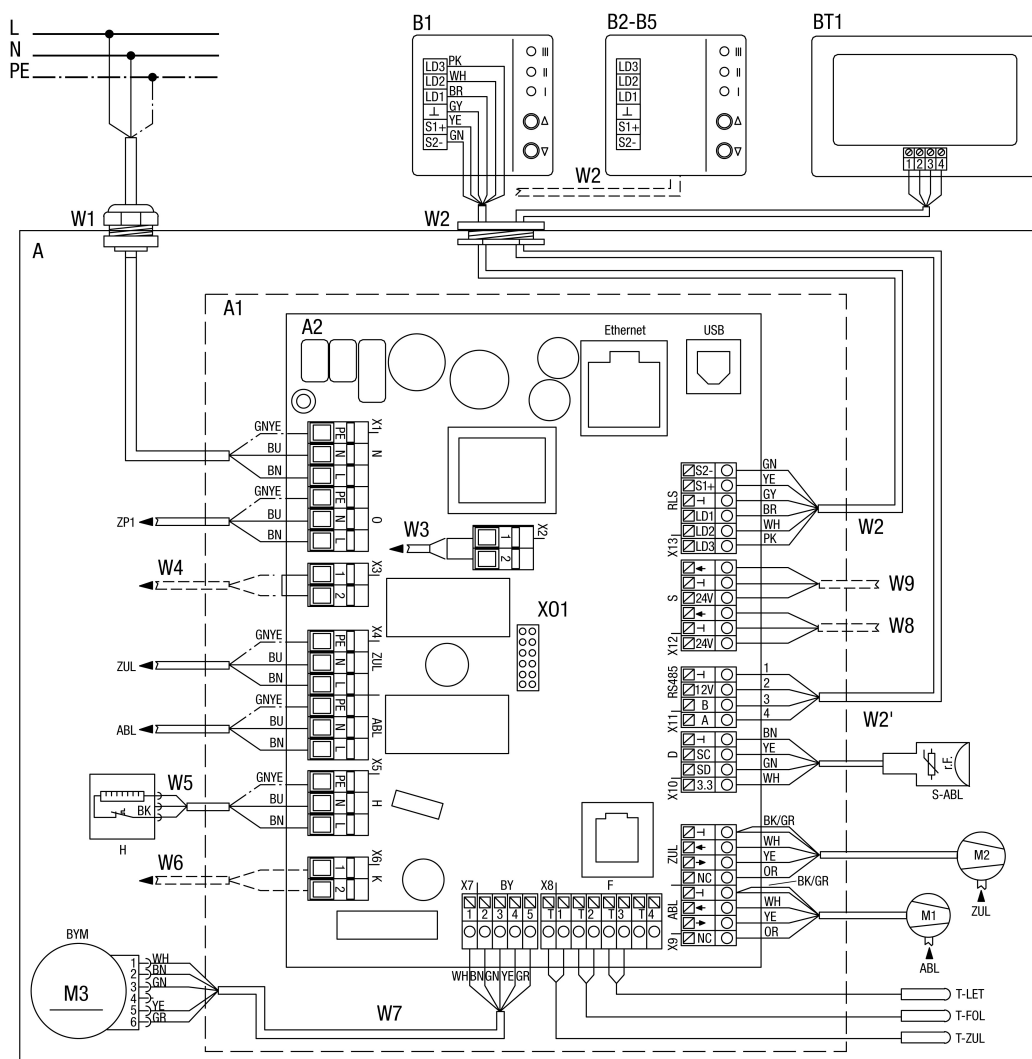 L
N
PE
B1
LD3
LD2
LD1
⊥
S1+
S2-
PK
WH
BR
GY
YE
GN
III
II
I
Δ
∇
B2-B5
LD3
LD2
LD1
⊥
S1+
S2-
III
II
I
Δ
∇
BT1
1 2 3 4
W2
W1
W2
A
A1
A2
Ethernet
USB
GNYE
BU
BN
PE
N
L
X1
N
ZP1
GNYE
BU
BN
PE
N
L
O
W3
1
2
X2
W4
1
2
X3
XO1
ZUL
GNYE
BU
BN
PE
N
L
X4
ZUL
ABL
GNYE
BU
BN
PE
N
L
ABL
W5
BK
H
GNYE
BU
BN
PE
N
L
X5
H
W6
1
2
X6
K
RLS
X13
S2-
S1+
⊥
LD1
LD2
LD3
GN
YE
GY
BR
WH
PK
W2
S
X12
⊥
24V
⊥
24V
W9
W8
RS485
X11
⊥
12V
B
A
1
2
3
4
W2'
D
X10
⊥
SC
SD
3.3
BN
YE
GN
WH
r.F.
S-ABL
ZUL
⊥
NC
BK/GR
WH
YE
OR
M2
ZUL
ABL
X9
⊥
NC
BK/GR
WH
YE
OR
M1
ABL
X7 BY X8 F
1 2 3 4 5 T 1 T 2 T 3 T 4
WH BN GN YE GR
BYM
M3
1 WH
2 BN
3 GN
4
5 YE
6 GR
W7
T-LET
T-FOL
T-ZUL